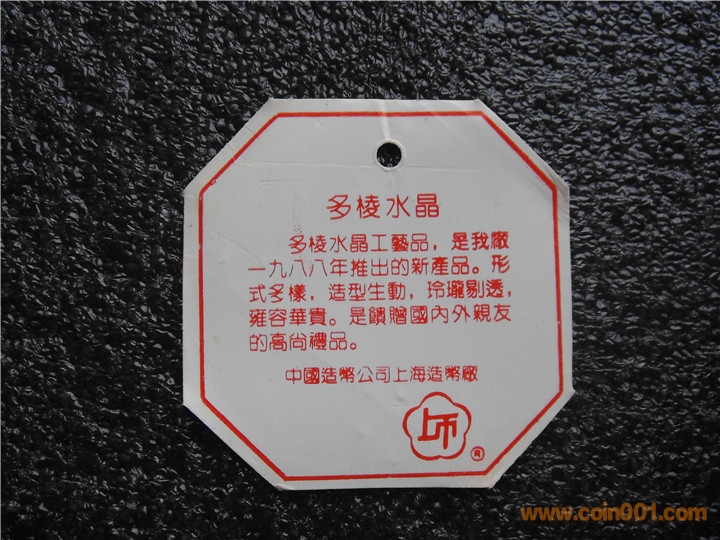 多棱水晶
多棱水晶工藝品，是我廠
一九八八年推出的新產品。形
式多樣，造型生動，玲瓏剔透，
雍容華貴。是饋贈國內外親友
的高尚禮品。
中國造幣公司上海造幣廠
上币
®
www.coin001.com